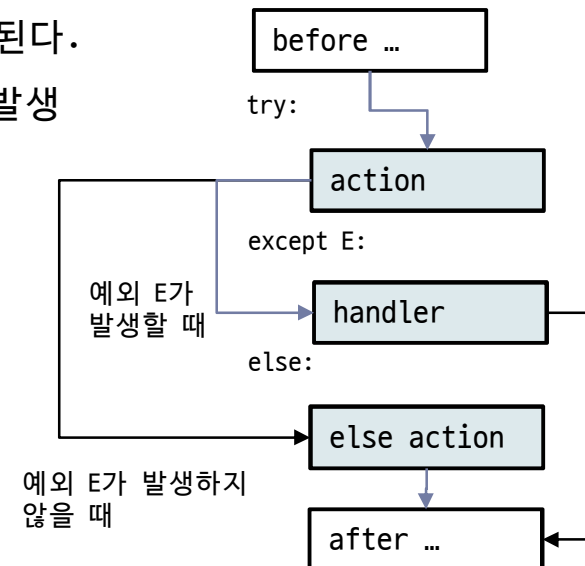 된다.
발생
before …
try:
action
except E:
예외 E가
발생할 때
handler
else:
else action
예외 E가 발생하지
않을 때
after …